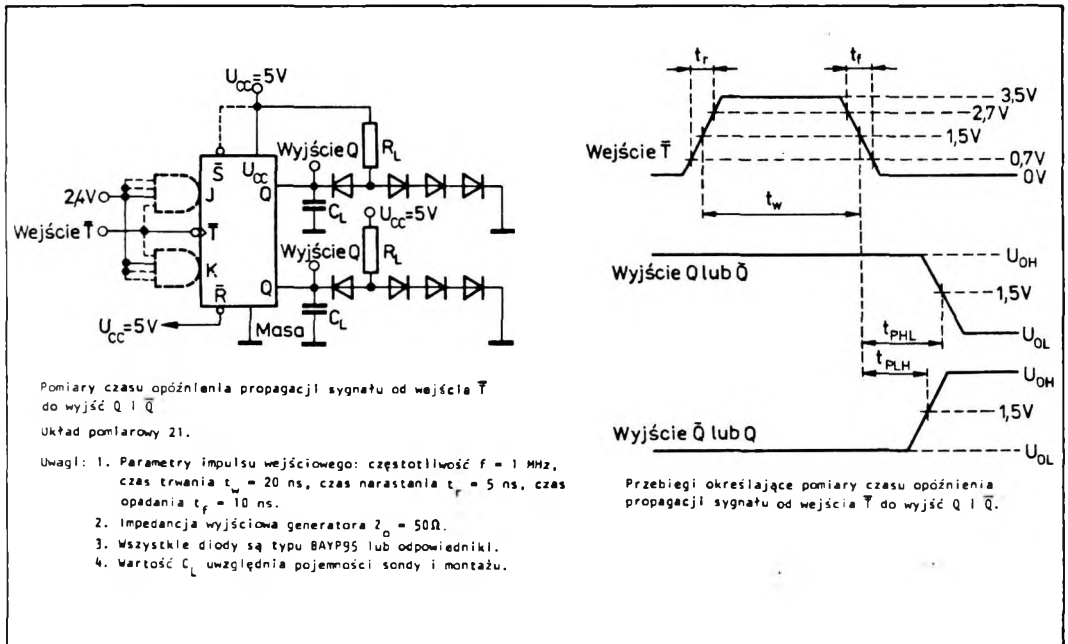 U_CC=5V
Wyjście Q
R_L
S̄
U_CC
Q
2,4V
J
C_L
U_CC=5V
Wejście T̄
T̄
Wyjście Q
R_L
K
Q
R̄
C_L
U_CC=5V
Masa
Pomiary czasu opóźnienia propagacji sygnału od wejścia T̄
do wyjść Q i Q̄
Układ pomiarowy 21.
Uwagi: 1. Parametry impulsu wejściowego: częstotliwość f = 1 MHz,
czas trwania t_w = 20 ns, czas narastania t_r = 5 ns, czas
opadania t_f = 10 ns.
2. Impedancja wyjściowa generatora Z_o = 50Ω.
3. Wszystkie diody są typu BAYP95 lub odpowiedniki.
4. Wartość C_L uwzględnia pojemności sondy i montażu.
t_r
t_f
3,5V
2,7V
1,5V
Wejście T̄
0,7V
0V
t_w
U_OH
Wyjście Q lub Q̄
1,5V
t_PHL
U_OL
t_PLH
U_OH
1,5V
Wyjście Q̄ lub Q
U_OL
Przebiegi określające pomiary czasu opóźnienia
propagacji sygnału od wejścia T̄ do wyjść Q i Q̄.